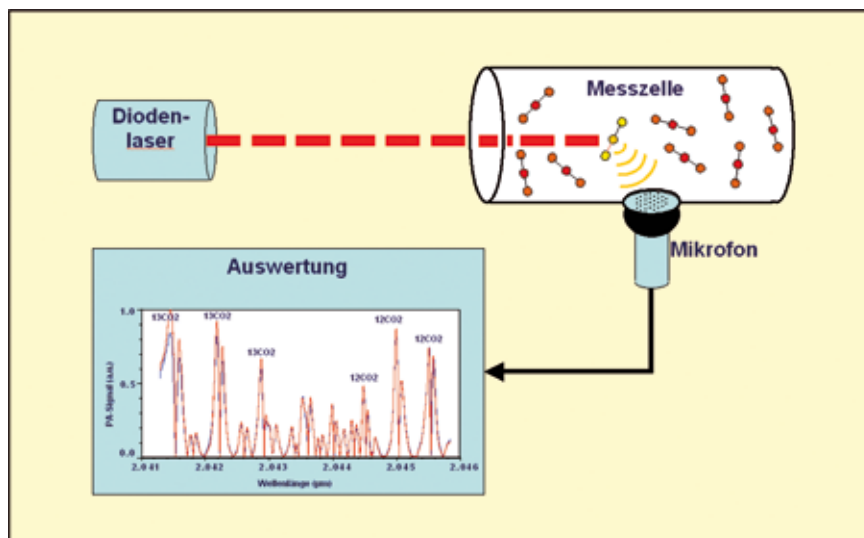 Messzelle
Dioden-
laser
Mikrofon
Auswertung
1.0
13CO2
13CO2
12CO2
12CO2
13CO2
12CO2
0.5
PA-Signal (a.u.)
0.0
2.041 2.042 2.043 2.044 2.045 2.046
Wellenlänge (µm)